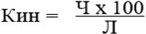 Кин = Ч х 100
Л